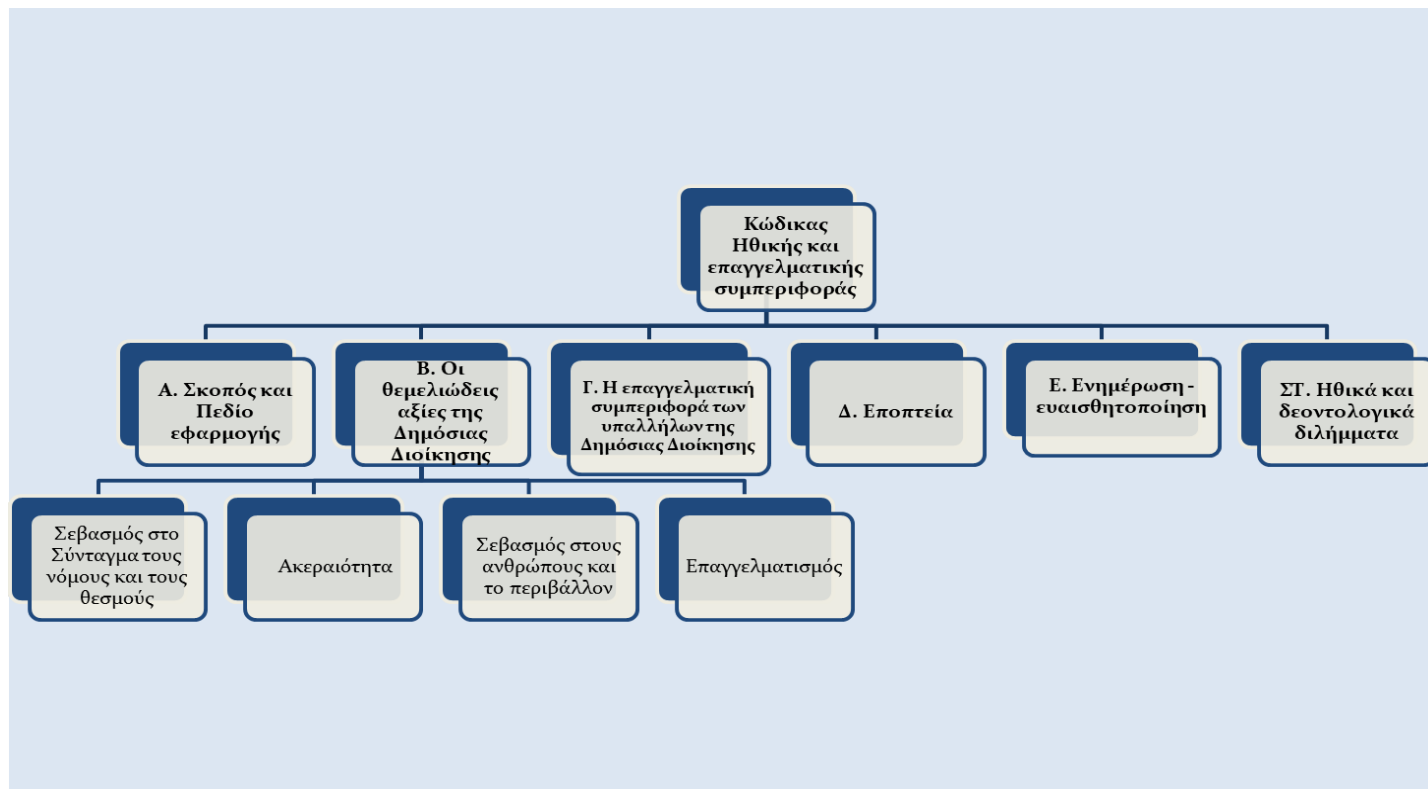 Κώδικας
Ηθικής και
επαγγελματικής
συμπεριφοράς
Α. Σκοπός και
Πεδίο
εφαρμογής
Β. Οι
θεμελιώδεις
αξίες της
Δημόσιας
Διοίκησης
Γ. Η επαγγελματική
συμπεριφορά των
υπαλλήλων της
Δημόσιας Διοίκησης
Δ. Εποπτεία
Ε. Ενημέρωση -
ευαισθητοποίηση
ΣΤ. Ηθικά και
δεοντολογικά
διλήμματα
Σεβασμός στο
Σύνταγμα τους
νόμους και τους
θεσμούς
Ακεραιότητα
Σεβασμός στους
ανθρώπους και
το περιβάλλον
Επαγγελματισμός